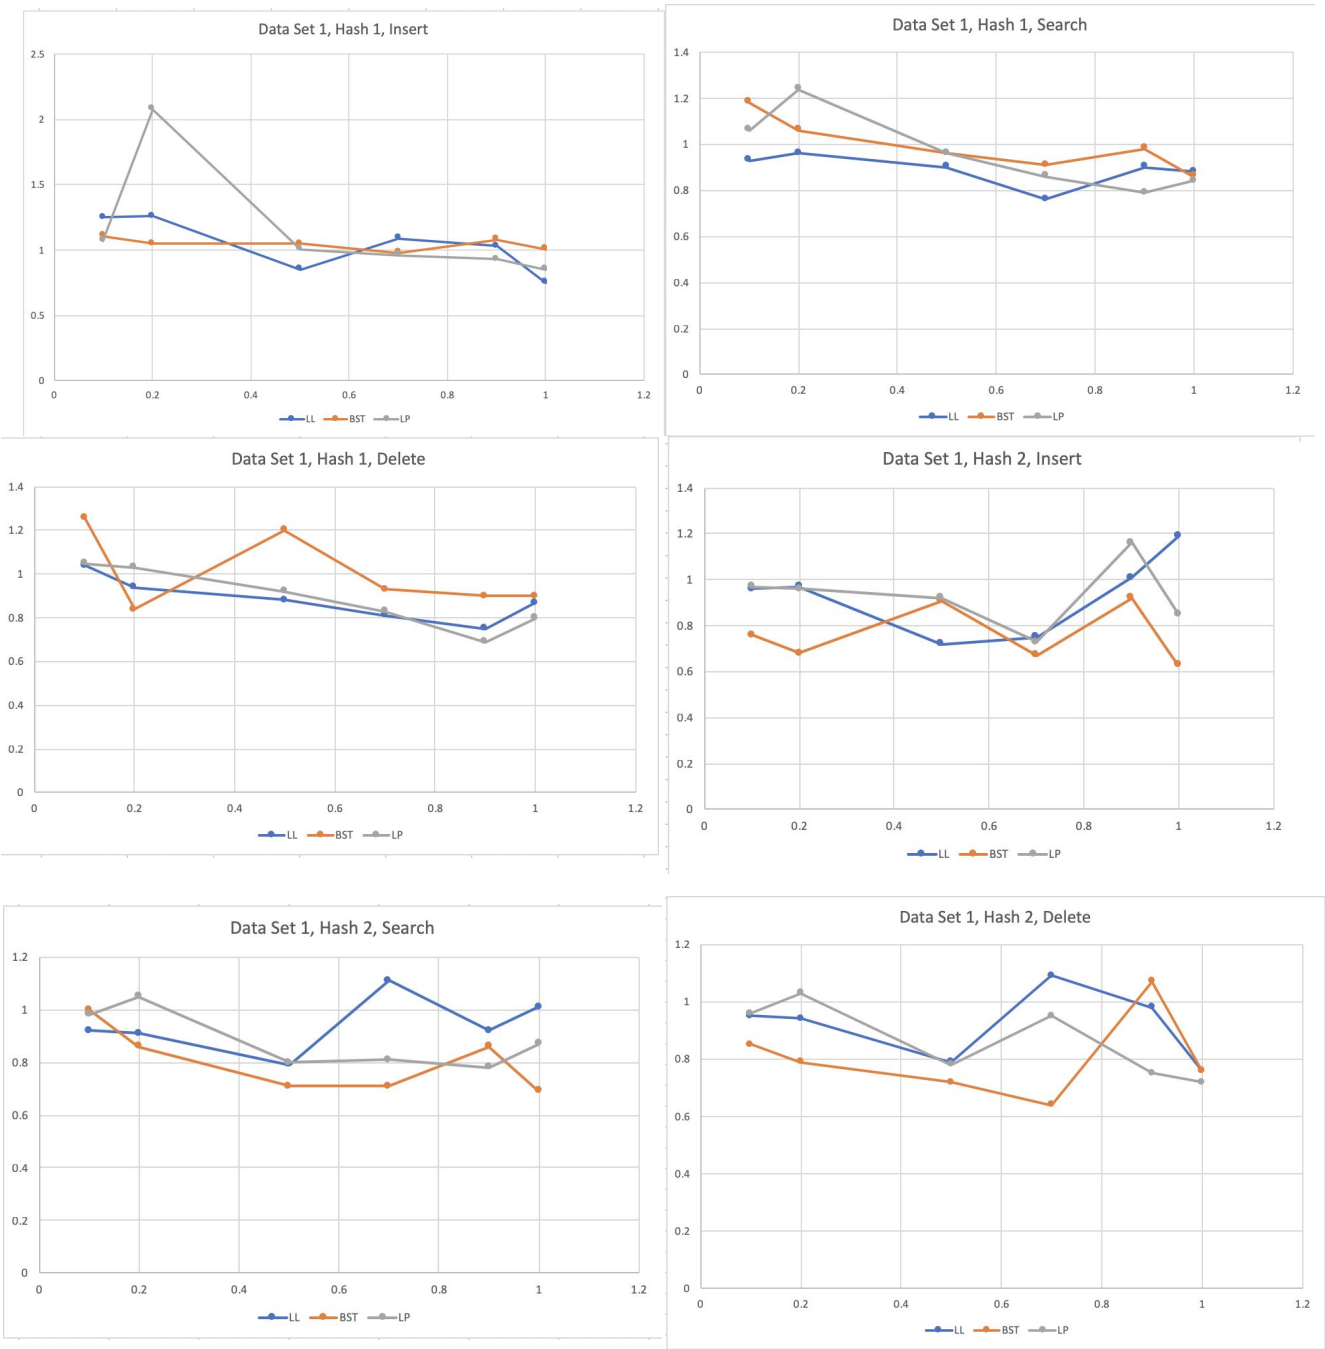 Data Set 1, Hash 1, Insert
2.5
2
1.5
1
0.5
0
0 0.2 0.4 0.6 0.8 1 1.2
LL BST LP
Data Set 1, Hash 1, Search
1.4
1.2
1
0.8
0.6
0.4
0.2
0
0 0.2 0.4 0.6 0.8 1 1.2
LL BST LP
Data Set 1, Hash 1, Delete
1.4
1.2
1
0.8
0.6
0.4
0.2
0
0 0.2 0.4 0.6 0.8 1 1.2
LL BST LP
Data Set 1, Hash 2, Insert
1.4
1.2
1
0.8
0.6
0.4
0.2
0
0 0.2 0.4 0.6 0.8 1 1.2
LL BST LP
Data Set 1, Hash 2, Search
1.2
1
0.8
0.6
0.4
0.2
0
0 0.2 0.4 0.6 0.8 1 1.2
LL BST LP
Data Set 1, Hash 2, Delete
1.2
1
0.8
0.6
0.4
0.2
0
0 0.2 0.4 0.6 0.8 1 1.2
LL BST LP